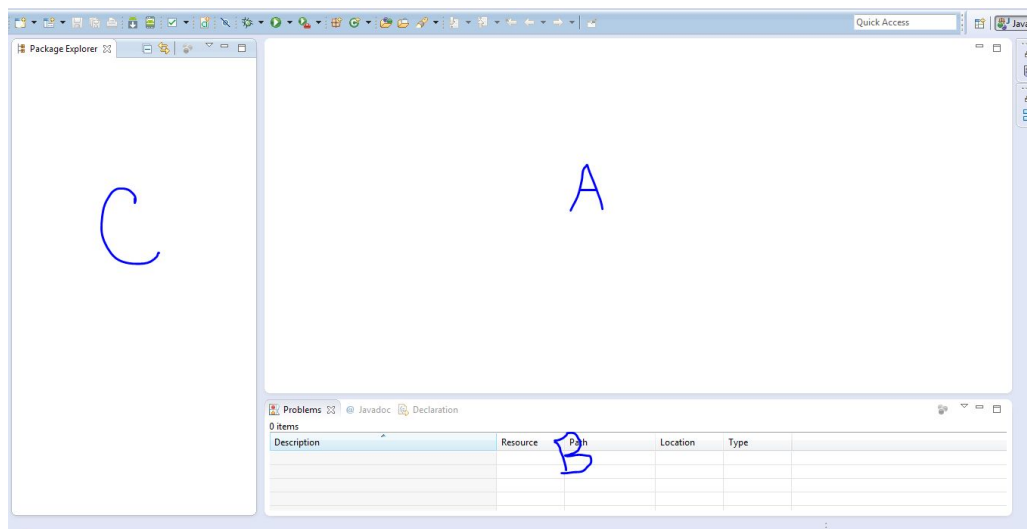 Quick Access
Java
Package Explorer
C
A
Problems @ Javadoc Declaration
0 items
Description Resource Path Location Type
B